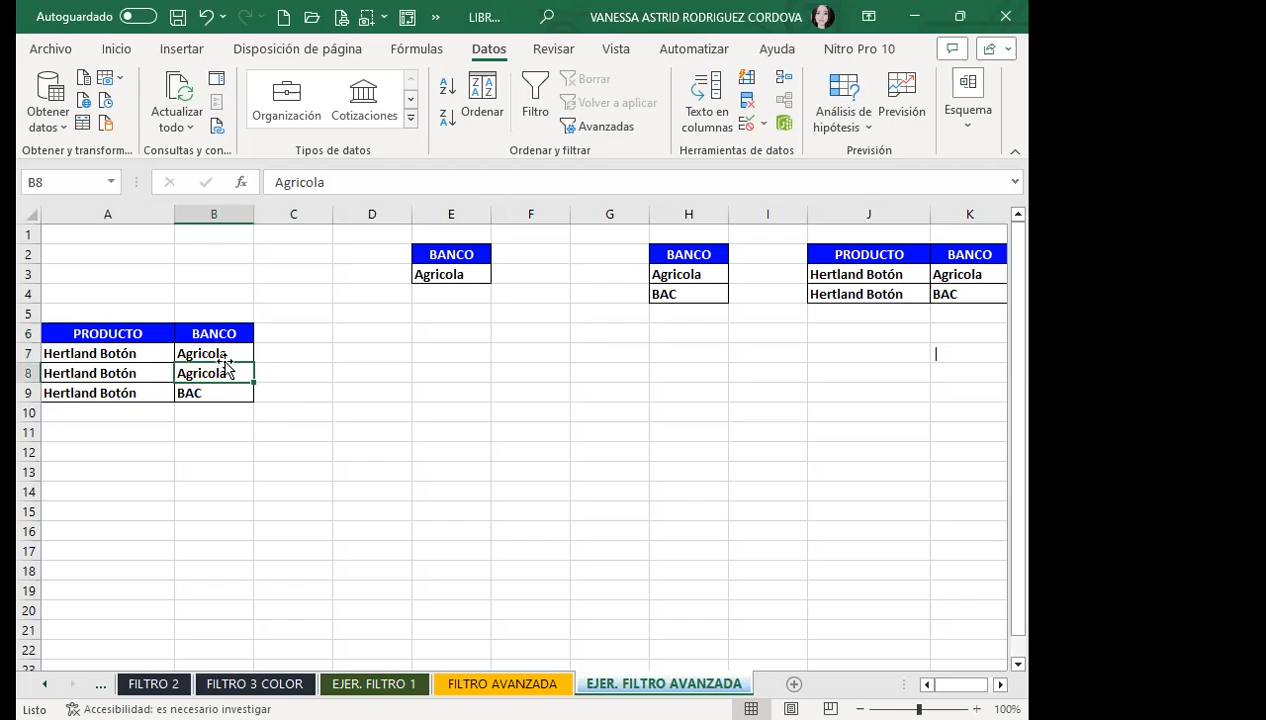 Autoguardado LIBR... VANESSA ASTRID RODRIGUEZ CORDOVA
Archivo Inicio Insertar Disposición de página Fórmulas Datos Revisar Vista Automatizar Ayuda Nitro Pro 10
Obtener datos
Actualizar todo
Organización Cotizaciones
Ordenar
Filtro
Borrar
Volver a aplicar
Avanzadas
Texto en columnas
Análisis de hipótesis
Previsión
Esquema
Obtener y transform... Consultas y con... Tipos de datos Ordenar y filtrar Herramientas de datos Previsión
B8 fx Agricola
A B C D E F G H I J K
1
2 BANCO BANCO PRODUCTO BANCO
3 Agricola Agricola Hertland Botón Agricola
4 BAC Hertland Botón BAC
5
6 PRODUCTO BANCO
7 Hertland Botón Agricola
8 Hertland Botón Agricola
9 Hertland Botón BAC
10
11
12
13
14
15
16
17
18
19
20
21
22
23
... FILTRO 2 FILTRO 3 COLOR EJER. FILTRO 1 FILTRO AVANZADA EJER. FILTRO AVANZADA
Listo Accesibilidad: es necesario investigar 100%